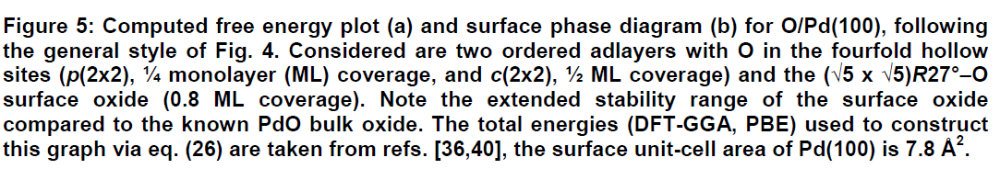 Figure 5: Computed free energy plot (a) and surface phase diagram (b) for O/Pd(100), following
the general style of Fig. 4. Considered are two ordered adlayers with O in the fourfold hollow
sites (p(2x2), ¼ monolayer (ML) coverage, and c(2x2), ½ ML coverage) and the (√5 x √5)R27°–O
surface oxide (0.8 ML coverage). Note the extended stability range of the surface oxide
compared to the known PdO bulk oxide. The total energies (DFT-GGA, PBE) used to construct
this graph via eq. (26) are taken from refs. [36,40], the surface unit-cell area of Pd(100) is 7.8 Å².